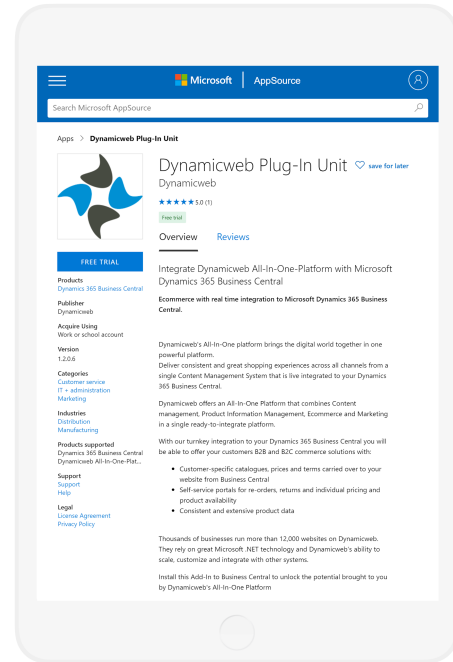 Microsoft AppSource
Search Microsoft AppSource
Apps > Dynamicweb Plug-In Unit
Dynamicweb Plug-In Unit save for later
Dynamicweb
★★★★★ 5.0 (1)
Free trial
Overview Reviews
FREE TRIAL
Products
Dynamics 365 Business Central
Publisher
Dynamicweb
Acquire Using
Work or school account
Version
1.2.0.6
Categories
Customer service
IT + administration
Marketing
Industries
Distribution
Manufacturing
Products supported
Dynamics 365 Business Central
Dynamicweb All-In-One-Plat...
Support
Support
Help
Legal
License Agreement
Privacy Policy
Integrate Dynamicweb All-In-One-Platform with Microsoft
Dynamics 365 Business Central
Ecommerce with real time integration to Microsoft Dynamics 365 Business
Central.
Dynamicweb's All-In-One platform brings the digital world together in one
powerful platform.
Deliver consistent and great shopping experiences across all channels from a
single Content Management System that is live integrated to your Dynamics
365 Business Central.
Dynamicweb offers an All-In-One Platform that combines Content
management, Product Information Management, Ecommerce and Marketing
in a single ready-to-integrate platform.
With our turnkey integration to your Dynamics 365 Business Central you will
be able to offer your customers B2B and B2C commerce solutions with:
• Customer-specific catalogues, prices and terms carried over to your
website from Business Central
• Self-service portals for re-orders, returns and individual pricing and
product availability
• Consistent and extensive product data
Thousands of businesses run more than 12,000 websites on Dynamicweb.
They rely on great Microsoft .NET technology and Dynamicweb's ability to
scale, customize and integrate with other systems.
Install this Add-In to Business Central to unlock the potential brought to you
by Dynamicweb's All-In-One Platform